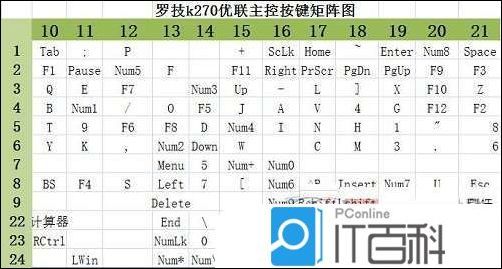 罗技k270优联主控按键矩阵图
10 11 12 13 14 15 16 17 18 19 20 21
1 Tab ; P + ScLk Home ~ Enter Num8 Space
2 F1 Pause Num5 F F11 Right PrScr PgDn PgUp F9 F3
3 Q E F7 Num3 Up - L ] X F10 Z
4 B Num1 / O F5 J A V 4 G F12 F2
5 T 9 F6 F8 D Num4 I N H 1 " 8
6 Y K , Num2 Down W C M 3 . 6
7 Menu 5 Num+ Num0
8 BS F4 S Left 7 [ Num6 Insert Num7 U Esc
9 Delete
22 计算器 End \
23 RCtrl NumLk 0
24 LWin Num* Num\
PConline
IT百科